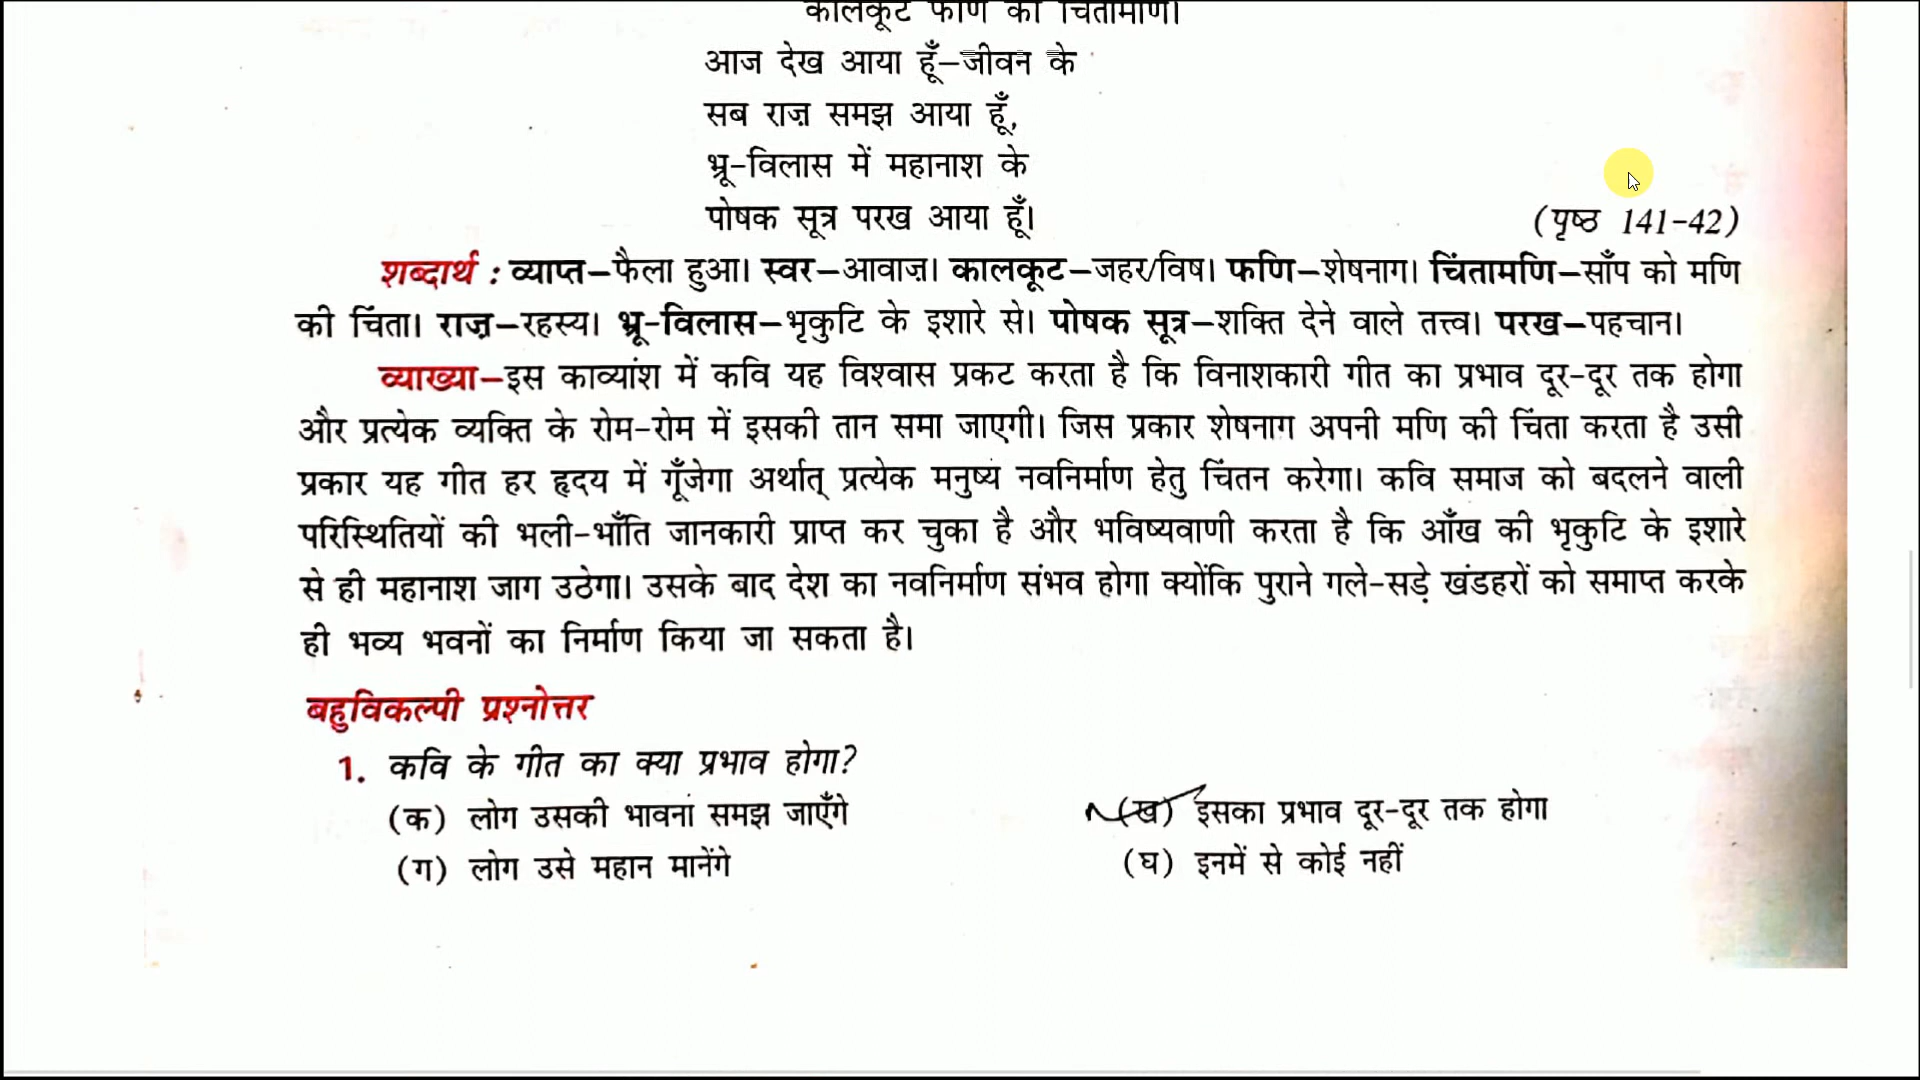 कालकूट फणि की चिंतामणि।
आज देख आया हूँ–जीवन के
सब राज़ समझ आया हूँ,
भ्रू-विलास में महानाश के
पोषक सूत्र परख आया हूँ।
(पृष्ठ 141-42)
शब्दार्थ : व्याप्त–फैला हुआ। स्वर–आवाज़। कालकूट–जहर/विष। फणि–शेषनाग। चिंतामणि–साँप को मणि
की चिंता। राज़–रहस्य। भ्रू-विलास–भृकुटि के इशारे से। पोषक सूत्र–शक्ति देने वाले तत्त्व। परख–पहचान।
व्याख्या–इस काव्यांश में कवि यह विश्वास प्रकट करता है कि विनाशकारी गीत का प्रभाव दूर-दूर तक होगा
और प्रत्येक व्यक्ति के रोम-रोम में इसकी तान समा जाएगी। जिस प्रकार शेषनाग अपनी मणि की चिंता करता है उसी
प्रकार यह गीत हर हृदय में गूँजेगा अर्थात् प्रत्येक मनुष्य नवनिर्माण हेतु चिंतन करेगा। कवि समाज को बदलने वाली
परिस्थितियों की भली-भाँति जानकारी प्राप्त कर चुका है और भविष्यवाणी करता है कि आँख की भृकुटि के इशारे
से ही महानाश जाग उठेगा। उसके बाद देश का नवनिर्माण संभव होगा क्योंकि पुराने गले-सड़े खंडहरों को समाप्त करके
ही भव्य भवनों का निर्माण किया जा सकता है।
बहुविकल्पी प्रश्नोत्तर
1. कवि के गीत का क्या प्रभाव होगा?
(क) लोग उसकी भावना समझ जाएँगे
(ख) इसका प्रभाव दूर-दूर तक होगा
(ग) लोग उसे महान मानेंगे
(घ) इनमें से कोई नहीं